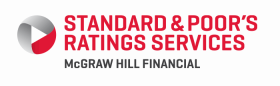 STANDARD & POOR'S
RATINGS SERVICES
McGRAW HILL FINANCIAL